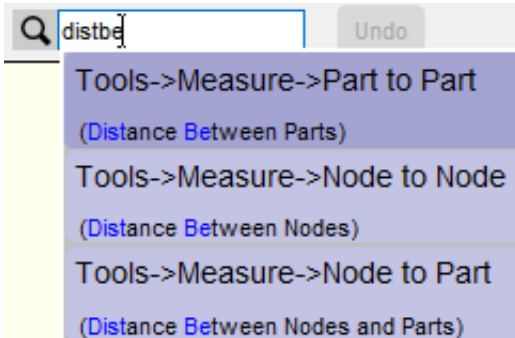 distbe Undo
Tools->Measure->Part to Part
(Distance Between Parts)
Tools->Measure->Node to Node
(Distance Between Nodes)
Tools->Measure->Node to Part
(Distance Between Nodes and Parts)